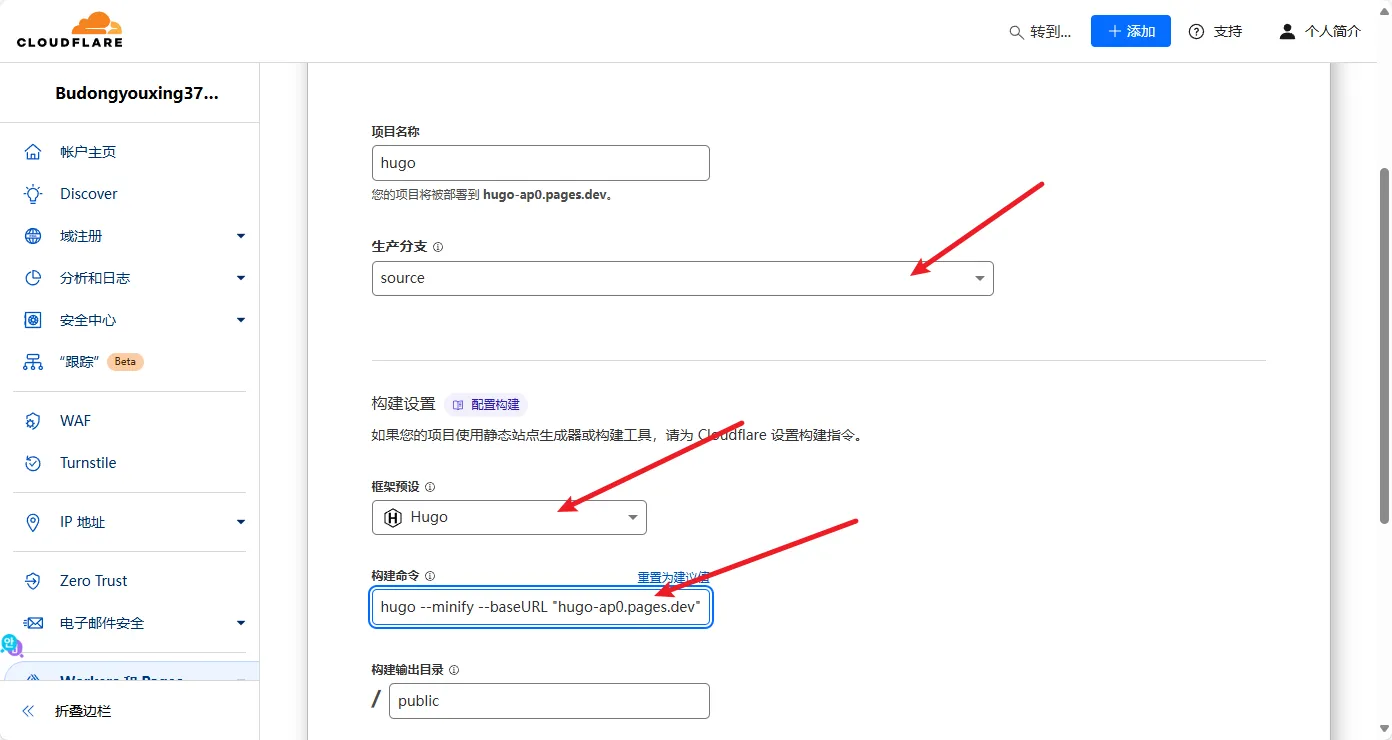 CLOUDFLARE
转到...
添加
支持
个人简介
Budongyouxing37...
帐户主页
Discover
域注册
分析和日志
安全中心
“跟踪” Beta
WAF
Turnstile
IP 地址
Zero Trust
电子邮件安全
Workers 和 Pages
折叠边栏
项目名称
hugo
您的项目将被部署到 hugo-ap0.pages.dev。
生产分支
source
构建设置 配置构建
如果您的项目使用静态站点生成器或构建工具，请为 Cloudflare 设置构建指令。
框架预设
Hugo
构建命令 重置为建议值
hugo --minify --baseURL "hugo-ap0.pages.dev"
构建输出目录
/ public